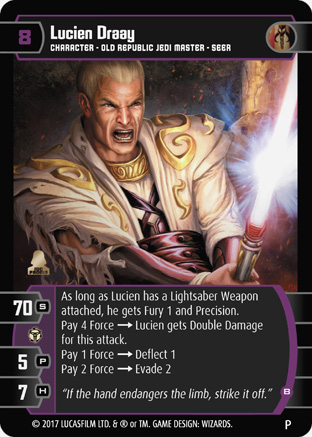 8
Lucien Draay
CHARACTER - OLD REPUBLIC JEDI MASTER - SEER
70 S
As long as Lucien has a Lightsaber Weapon
attached, he gets Fury 1 and Precision.
Pay 4 Force → Lucien gets Double Damage
for this attack.
5 P
Pay 1 Force → Deflect 1
Pay 2 Force → Evade 2
7 H
"If the hand endangers the limb, strike it off."
B
© 2017 LUCASFILM LTD. & ® or TM. GAME DESIGN: WIZARDS.
P